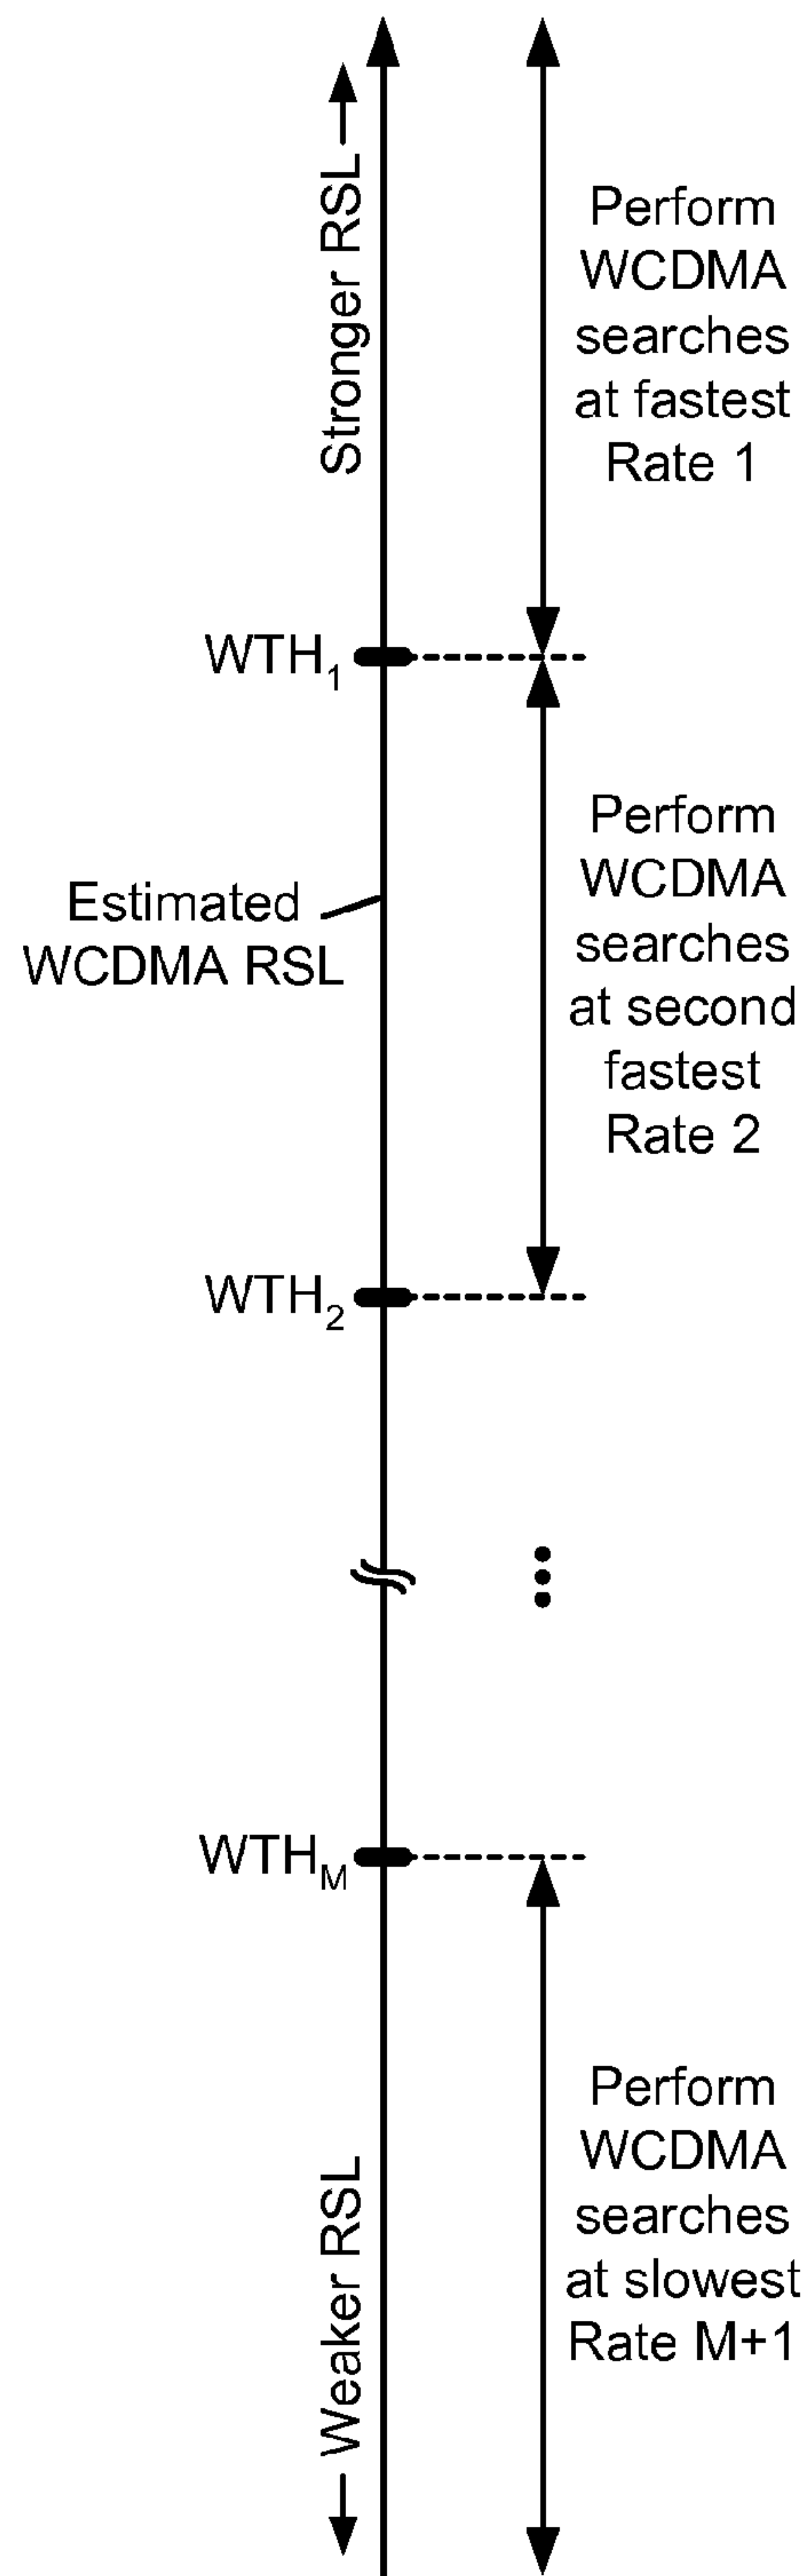 Stronger RSL
Perform
WCDMA
searches
at fastest
Rate 1
WTH₁
Estimated
WCDMA RSL
Perform
WCDMA
searches
at second
fastest
Rate 2
WTH₂
WTH_M
Weaker RSL
Perform
WCDMA
searches
at slowest
Rate M+1